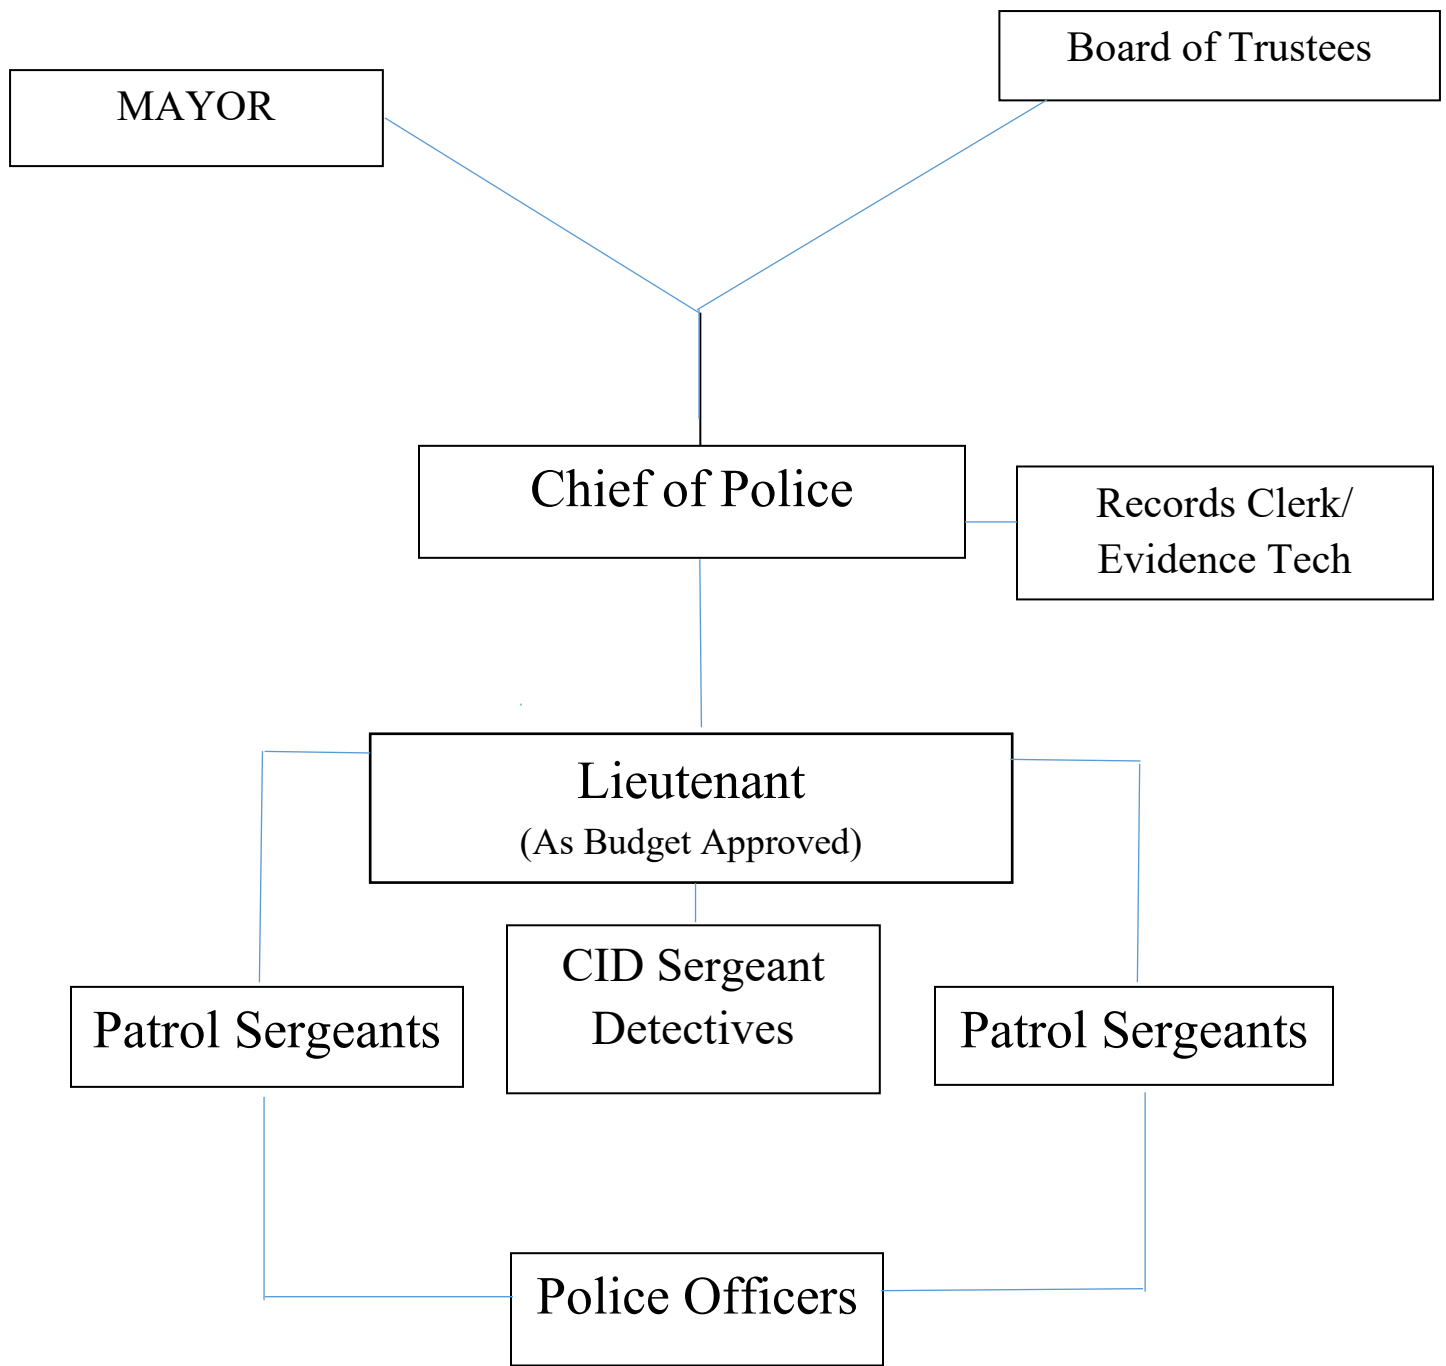 Board of Trustees
MAYOR
Chief of Police
Records Clerk/
Evidence Tech
Lieutenant
(As Budget Approved)
CID Sergeant
Detectives
Patrol Sergeants
Patrol Sergeants
Police Officers